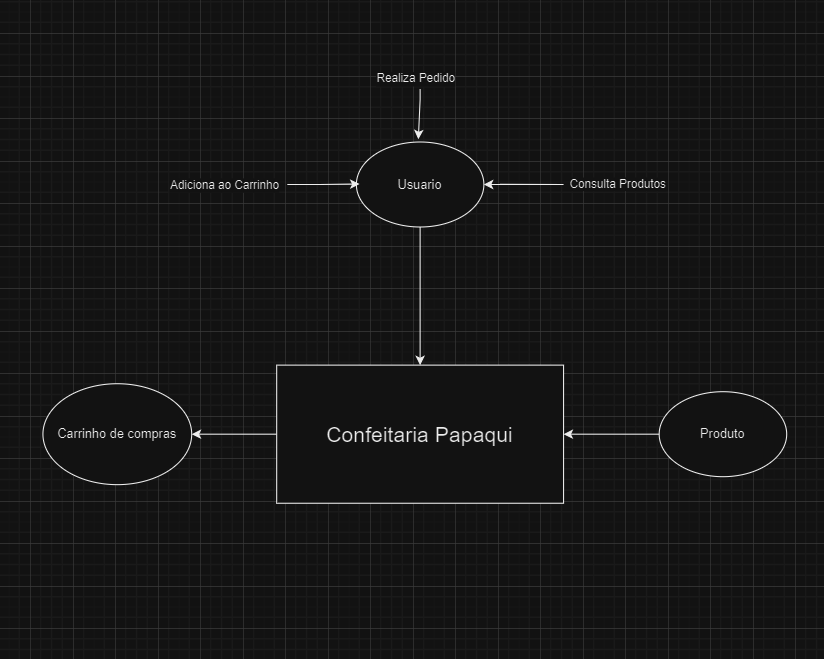 Realiza Pedido
Adiciona ao Carrinho
Usuario
Consulta Produtos
Carrinho de compras
Confeitaria Papaqui
Produto